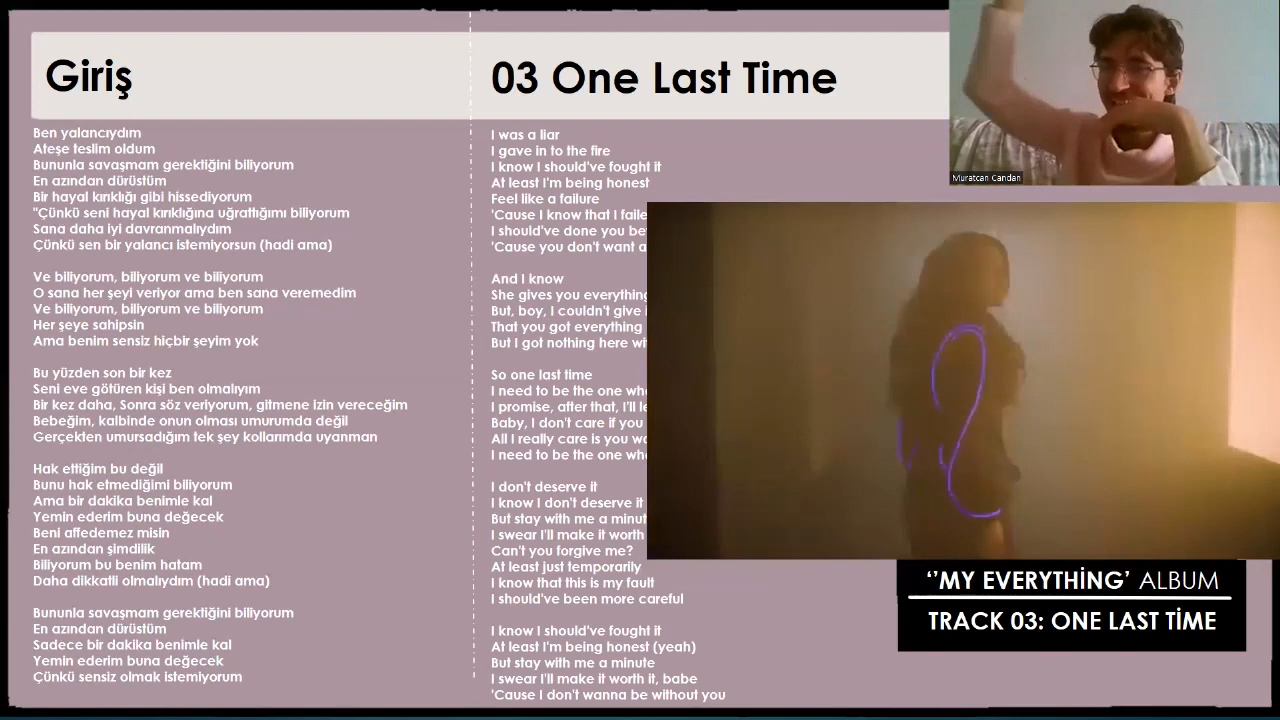 Giriş
Ben yalancıydım
Ateşe teslim oldum
Bununla savaşmam gerektiğini biliyorum
En azından dürüstüm
Bir hayal kırıklığı gibi hissediyorum
"Çünkü seni hayal kırıklığına uğrattığımı biliyorum
Sana daha iyi davranmalıydım
Çünkü sen bir yalancı istemiyorsun (hadi ama)
Ve biliyorum, biliyorum ve biliyorum
O sana her şeyi veriyor ama ben sana veremedim
Ve biliyorum, biliyorum ve biliyorum
Her şeye sahipsin
Ama benim sensiz hiçbir şeyim yok
Bu yüzden son bir kez
Seni eve götüren kişi ben olmalıyım
Bir kez daha, Sonra söz veriyorum, gitmene izin vereceğim
Bebeğim, kalbinde onun olması umurumda değil
Gerçekten umursadığım tek şey kollarımda uyanman
Hak ettiğim bu değil
Bunu hak etmediğimi biliyorum
Ama bir dakika benimle kal
Yemin ederim buna değecek
Beni affedemez misin
En azından şimdilik
Biliyorum bu benim hatam
Daha dikkatli olmalıydım (hadi ama)
Bununla savaşmam gerektiğini biliyorum
En azından dürüstüm
Sadece bir dakika benimle kal
Yemin ederim buna değecek
Çünkü sensiz olmak istemiyorum
03 One Last Time
I was a liar
I gave in to the fire
I know I should've fought it
At least I'm being honest
Feel like a failure
'Cause I know that I faile
I should've done you be
'Cause you don't want a
And I know
She gives you everything
But, boy, I couldn't give i
That you got everything
But I got nothing here wi
So one last time
I need to be the one who
I promise, after that, I'll le
Baby, I don't care if you
All I really care is you wa
I need to be the one who
I don't deserve it
I know I don't deserve it
But stay with me a minut
I swear I'll make it worth
Can't you forgive me?
At least just temporarily
I know that this is my fault
I should've been more careful
I know I should've fought it
At least I'm being honest (yeah)
But stay with me a minute
I swear I'll make it worth it, babe
'Cause I don't wanna be without you
Muratcan Candan
‘’MY EVERYTHİNG’ ALBUM
TRACK 03: ONE LAST TİME